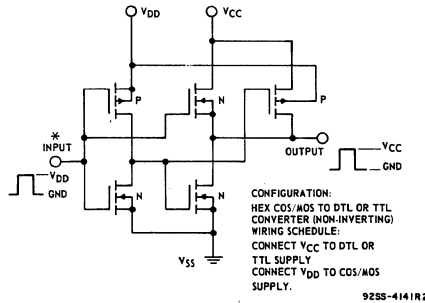 VDD
VCC
P
N
P
*
INPUT
OUTPUT
VCC
GND
VDD
GND
N
N
VSS
CONFIGURATION:
HEX COS/MOS TO DTL OR TTL
CONVERTER (NON-INVERTING)
WIRING SCHEDULE:
CONNECT VCC TO DTL OR
TTL SUPPLY
CONNECT VDD TO COS/MOS
SUPPLY.
92SS-4141R2